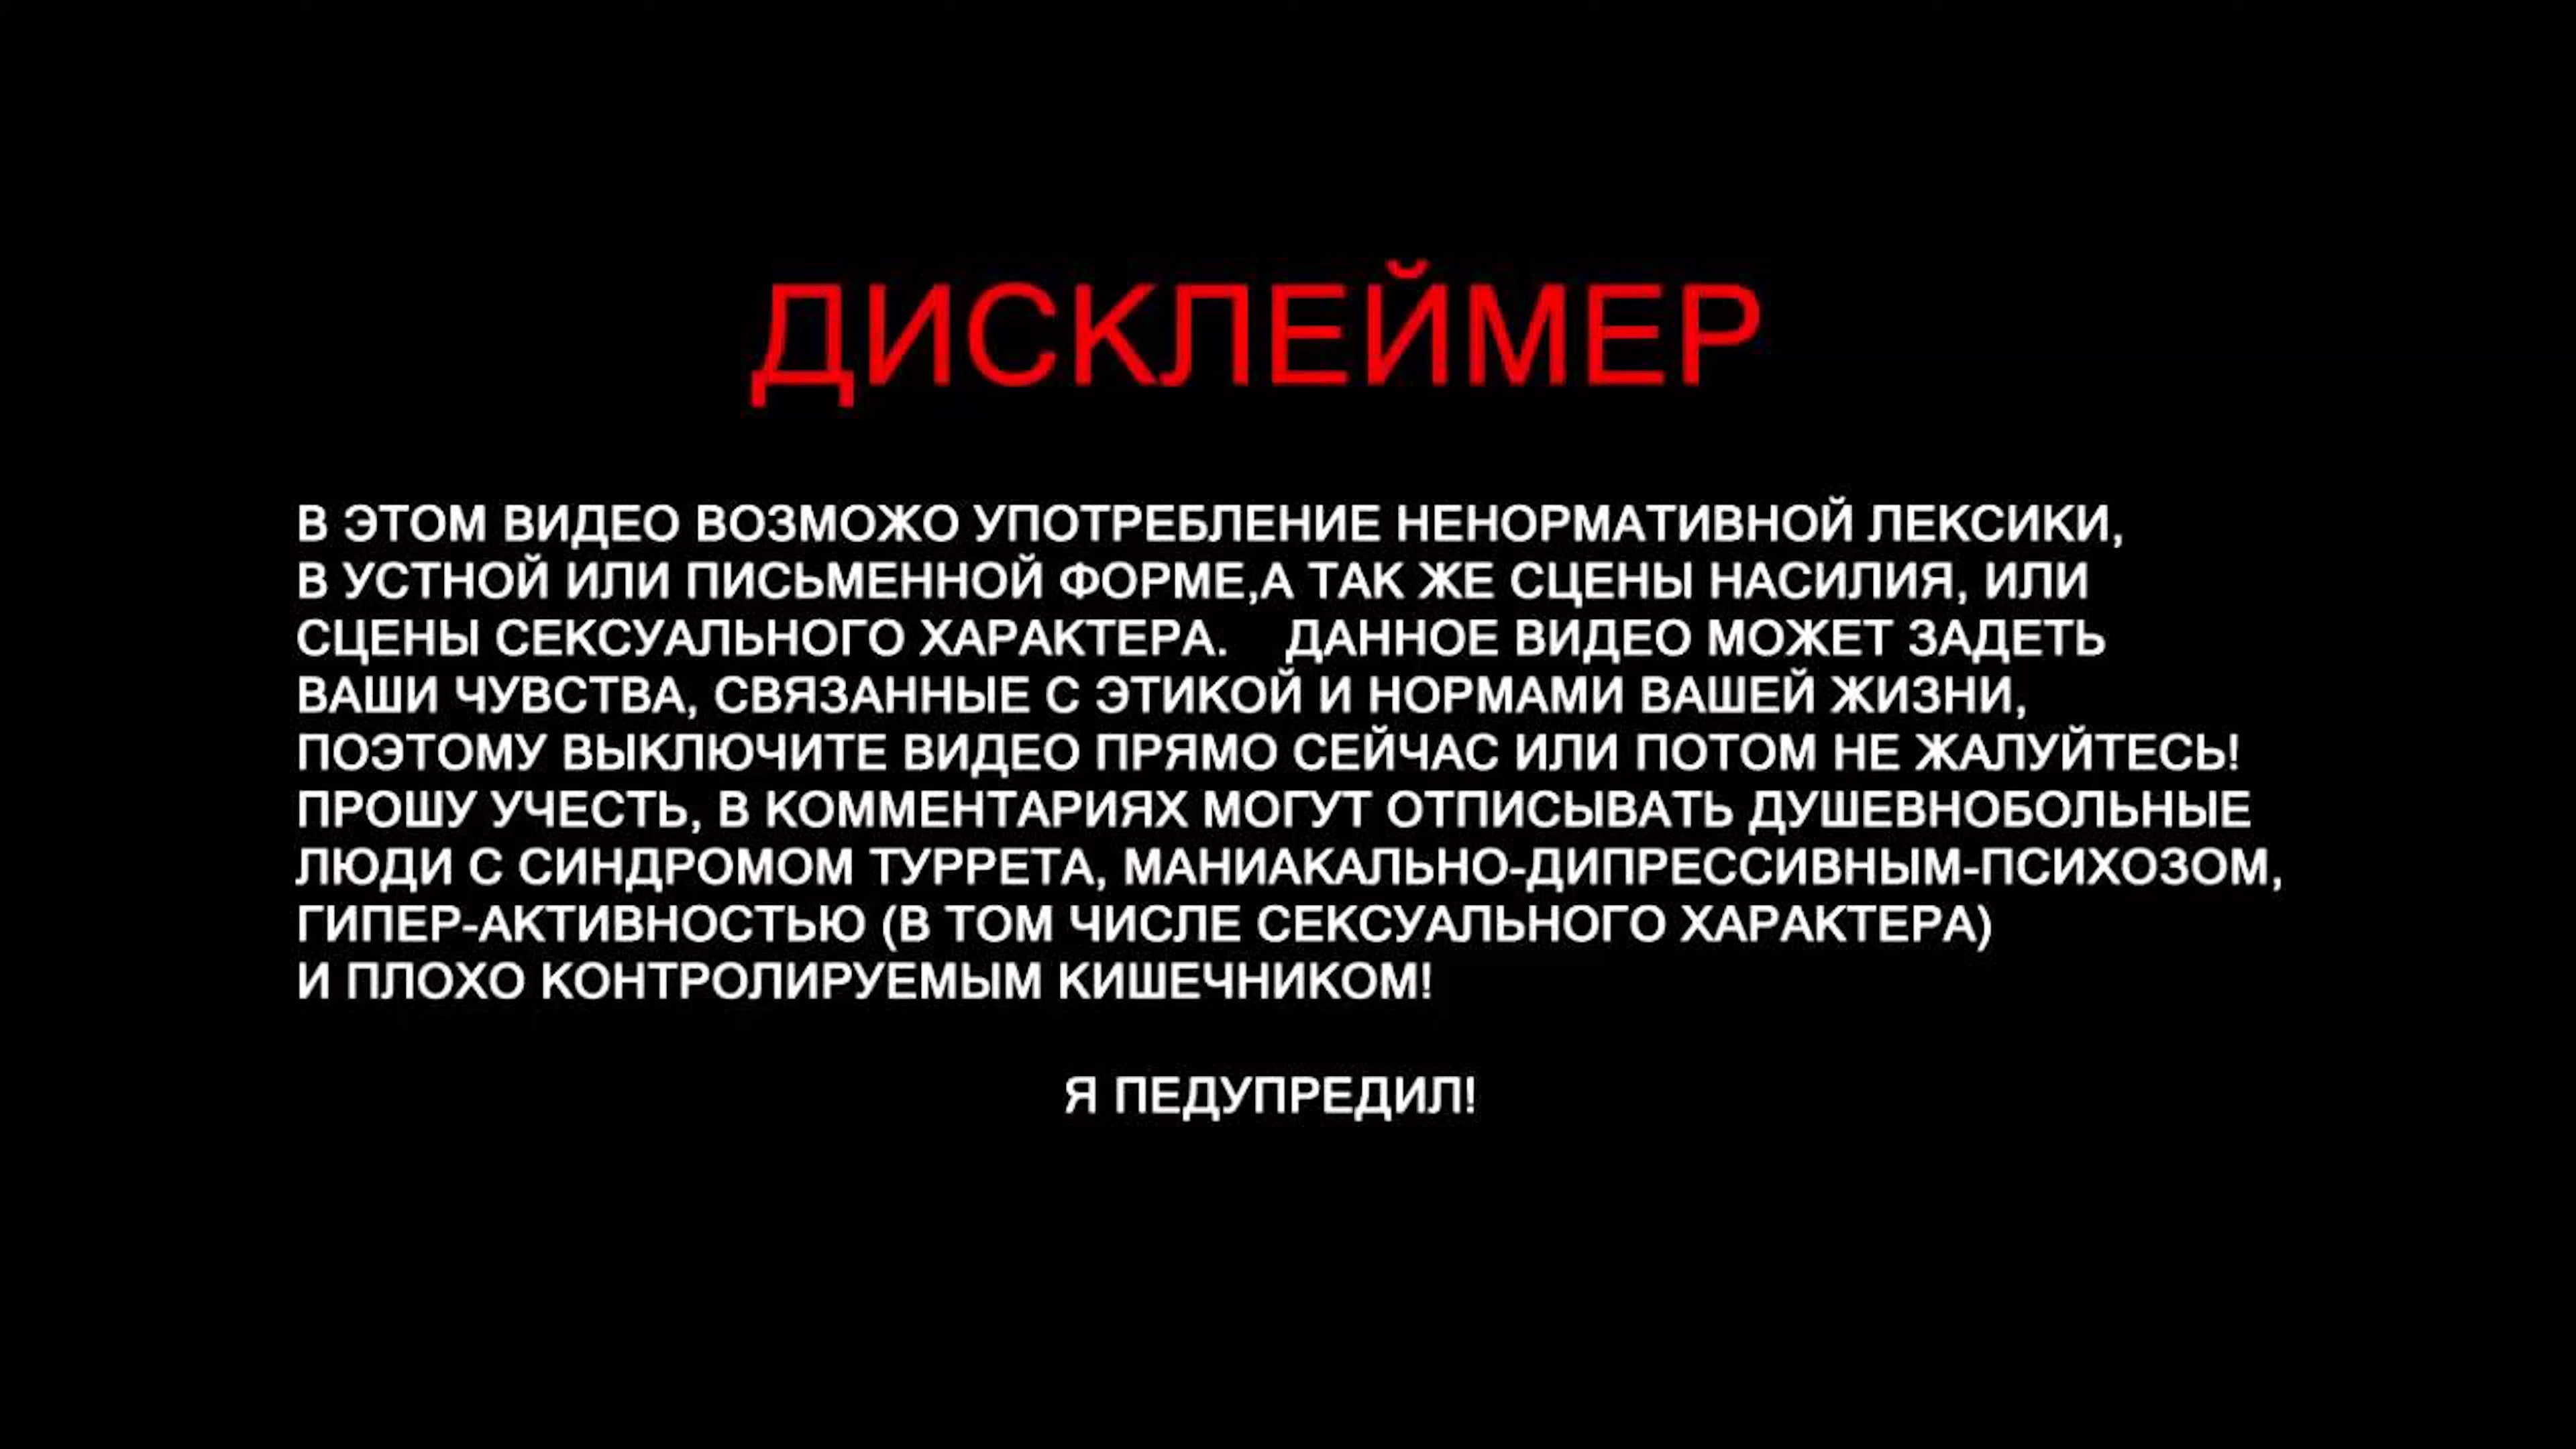 ДИСКЛЕЙМЕР
В ЭТОМ ВИДЕО ВОЗМОЖО УПОТРЕБЛЕНИЕ НЕНОРМАТИВНОЙ ЛЕКСИКИ,
В УСТНОЙ ИЛИ ПИСЬМЕННОЙ ФОРМЕ,А ТАК ЖЕ СЦЕНЫ НАСИЛИЯ, ИЛИ
СЦЕНЫ СЕКСУАЛЬНОГО ХАРАКТЕРА. ДАННОЕ ВИДЕО МОЖЕТ ЗАДЕТЬ
ВАШИ ЧУВСТВА, СВЯЗАННЫЕ С ЭТИКОЙ И НОРМАМИ ВАШЕЙ ЖИЗНИ,
ПОЭТОМУ ВЫКЛЮЧИТЕ ВИДЕО ПРЯМО СЕЙЧАС ИЛИ ПОТОМ НЕ ЖАЛУЙТЕСЬ!
ПРОШУ УЧЕСТЬ, В КОММЕНТАРИЯХ МОГУТ ОТПИСЫВАТЬ ДУШЕВНОБОЛЬНЫЕ
ЛЮДИ С СИНДРОМОМ ТУРРЕТА, МАНИАКАЛЬНО-ДИПРЕССИВНЫМ-ПСИХОЗОМ,
ГИПЕР-АКТИВНОСТЬЮ (В ТОМ ЧИСЛЕ СЕКСУАЛЬНОГО ХАРАКТЕРА)
И ПЛОХО КОНТРОЛИРУЕМЫМ КИШЕЧНИКОМ!
Я ПЕДУПРЕДИЛ!